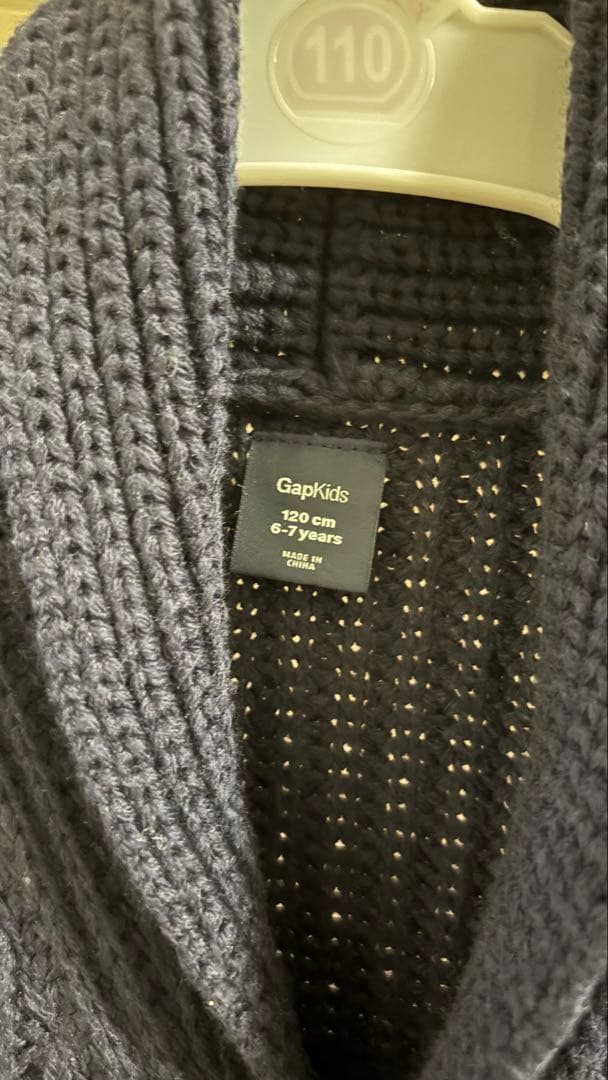 110
GapKids
120 cm
6-7 years
MADE IN
CHINA